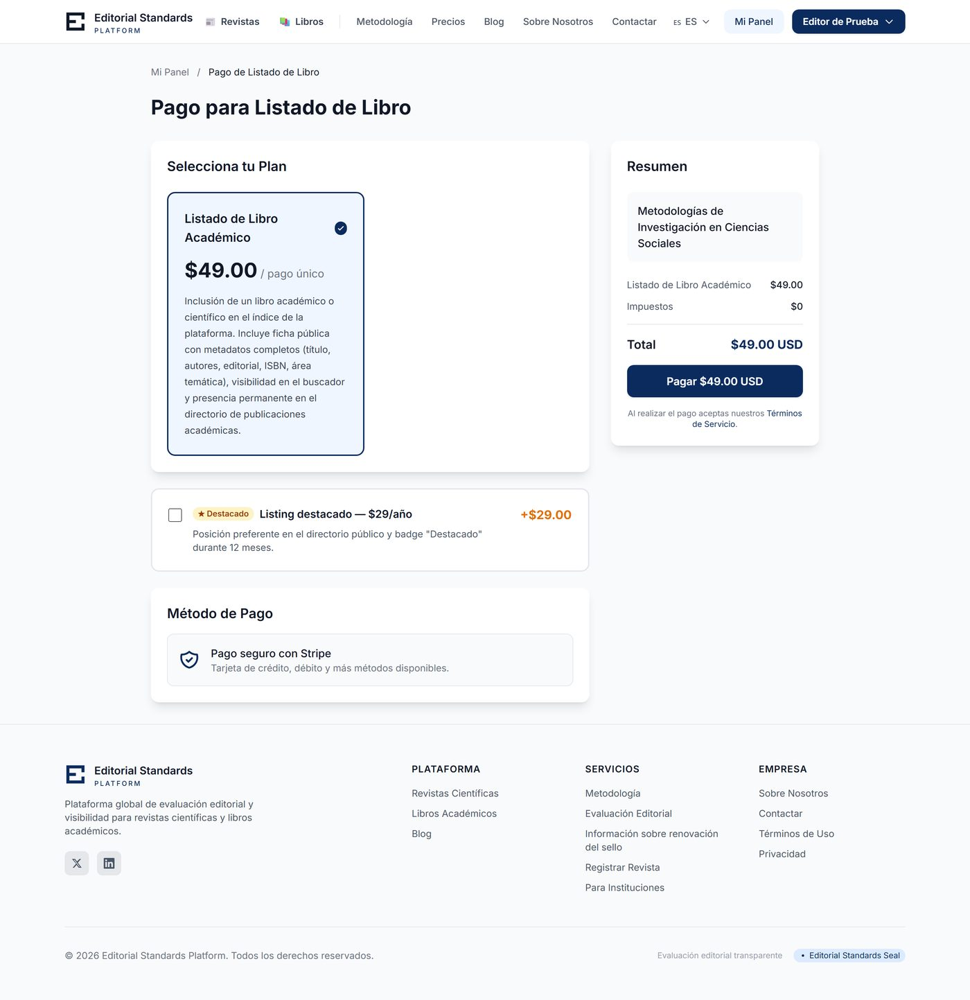 Editorial Standards
PLATFORM
Revistas
Libros
Metodología
Precios
Blog
Sobre Nosotros
Contactar
ES ES
Mi Panel
Editor de Prueba
Mi Panel / Pago de Listado de Libro
Pago para Listado de Libro
Selecciona tu Plan
Listado de Libro
Académico
$49.00 / pago único
Inclusión de un libro académico o
científico en el índice de la
plataforma. Incluye ficha pública
con metadatos completos (título,
autores, editorial, ISBN, área
temática), visibilidad en el buscador
y presencia permanente en el
directorio de publicaciones
académicas.
★ Destacado Listing destacado — $29/año +$29.00
Posición preferente en el directorio público y badge "Destacado"
durante 12 meses.
Método de Pago
Pago seguro con Stripe
Tarjeta de crédito, débito y más métodos disponibles.
Resumen
Metodologías de
Investigación en Ciencias
Sociales
Listado de Libro Académico $49.00
Impuestos $0
Total $49.00 USD
Pagar $49.00 USD
Al realizar el pago aceptas nuestros Términos
de Servicio.
Editorial Standards
PLATFORM
Plataforma global de evaluación editorial y
visibilidad para revistas científicas y libros
académicos.
PLATAFORMA
Revistas Científicas
Libros Académicos
Blog
SERVICIOS
Metodología
Evaluación Editorial
Información sobre renovación
del sello
Registrar Revista
Para Instituciones
EMPRESA
Sobre Nosotros
Contactar
Términos de Uso
Privacidad
© 2026 Editorial Standards Platform. Todos los derechos reservados.
Evaluación editorial transparente
• Editorial Standards Seal